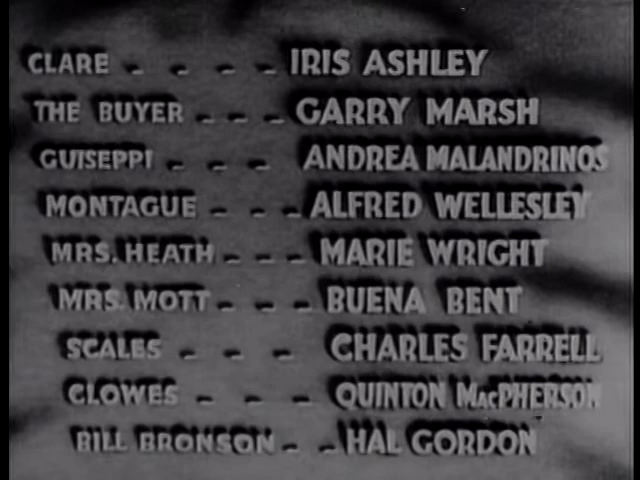 CLARE - - - - IRIS ASHLEY
THE BUYER - - - GARRY MARSH
GUISEPPI - - - ANDREA MALANDRINOS
MONTAGUE - - - ALFRED WELLESLEY
MRS. HEATH - - - MARIE WRIGHT
MRS. MOTT - - - BUENA BENT
SCALES - - - CHARLES FARRELL
CLOWES - - - QUINTON MACPHERSON
BILL BRONSON - - HAL GORDON